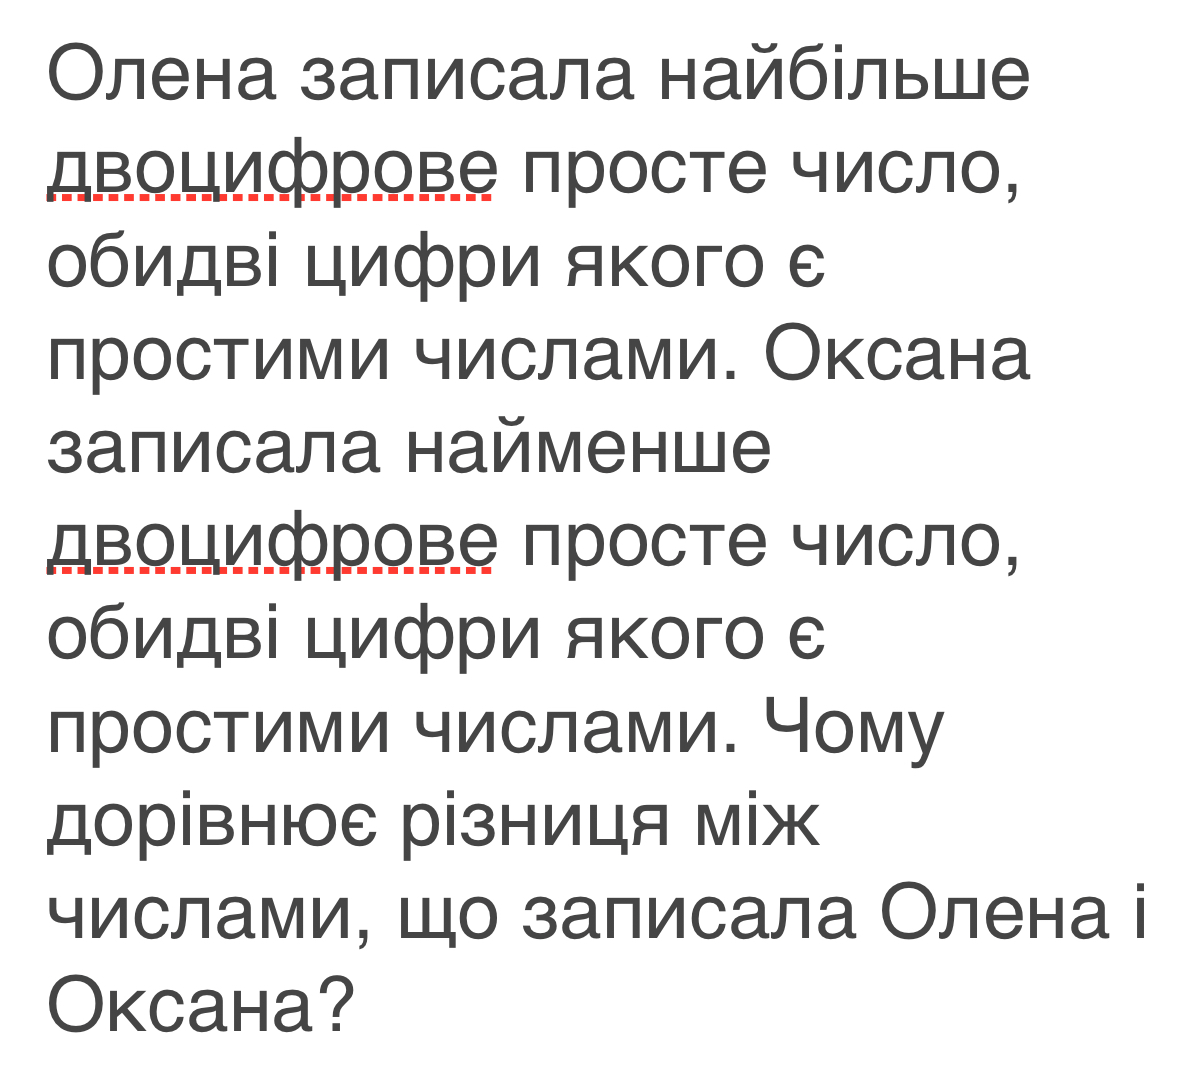 Олена записала найбільше
двоцифрове просте число,
обидві цифри якого є
простими числами. Оксана
записала найменше
двоцифрове просте число,
обидві цифри якого є
простими числами. Чому
дорівнює різниця між
числами, що записала Олена і
Оксана?